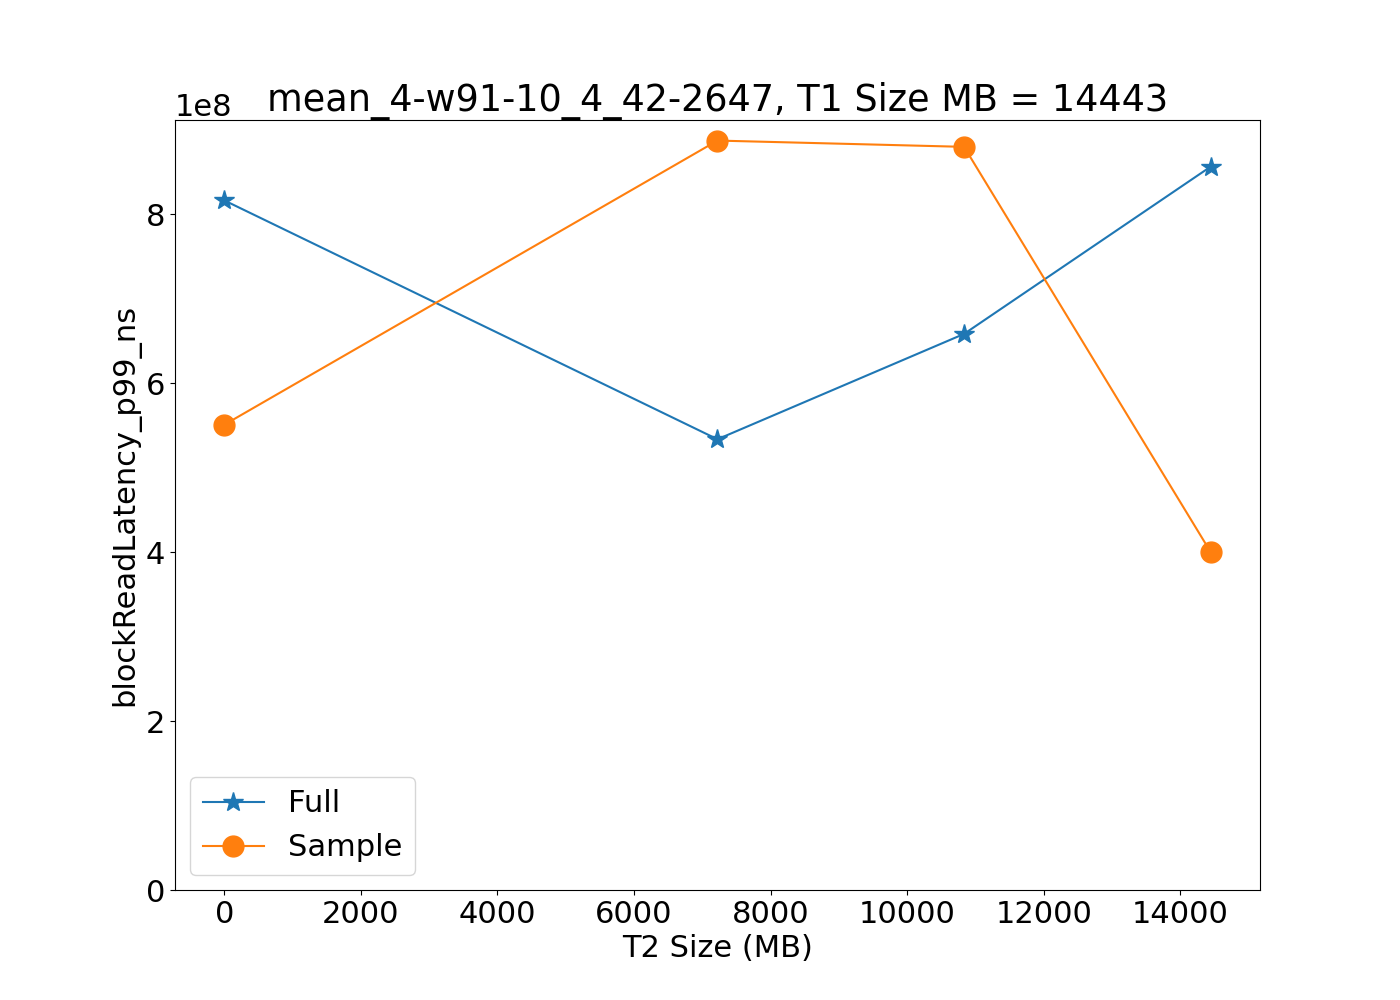 mean_4-w91-10_4_42-2647, T1 Size MB = 14443
1e8
8
6
4
2
0
blockReadLatency_p99_ns
Full
Sample
0 2000 4000 6000 8000 10000 12000 14000
T2 Size (MB)